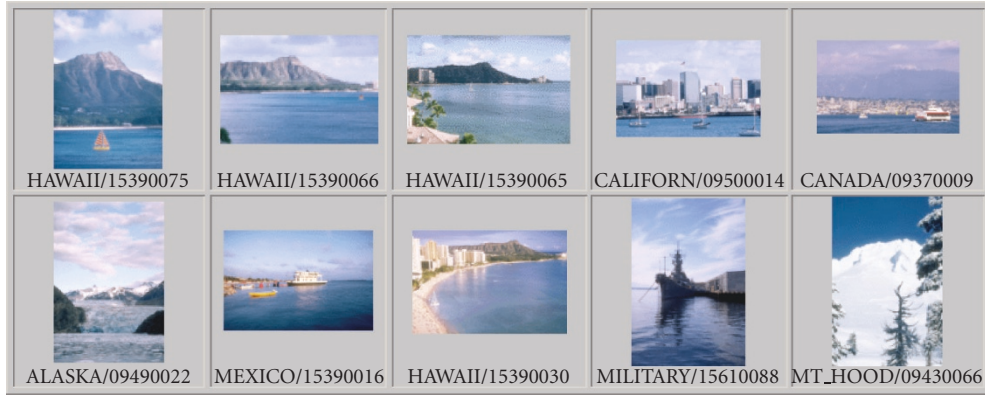 HAWAII/15390075
HAWAII/15390066
HAWAII/15390065
CALIFORN/09500014
CANADA/09370009
ALASKA/09490022
MEXICO/15390016
HAWAII/15390030
MILITARY/15610088
MT_HOOD/09430066